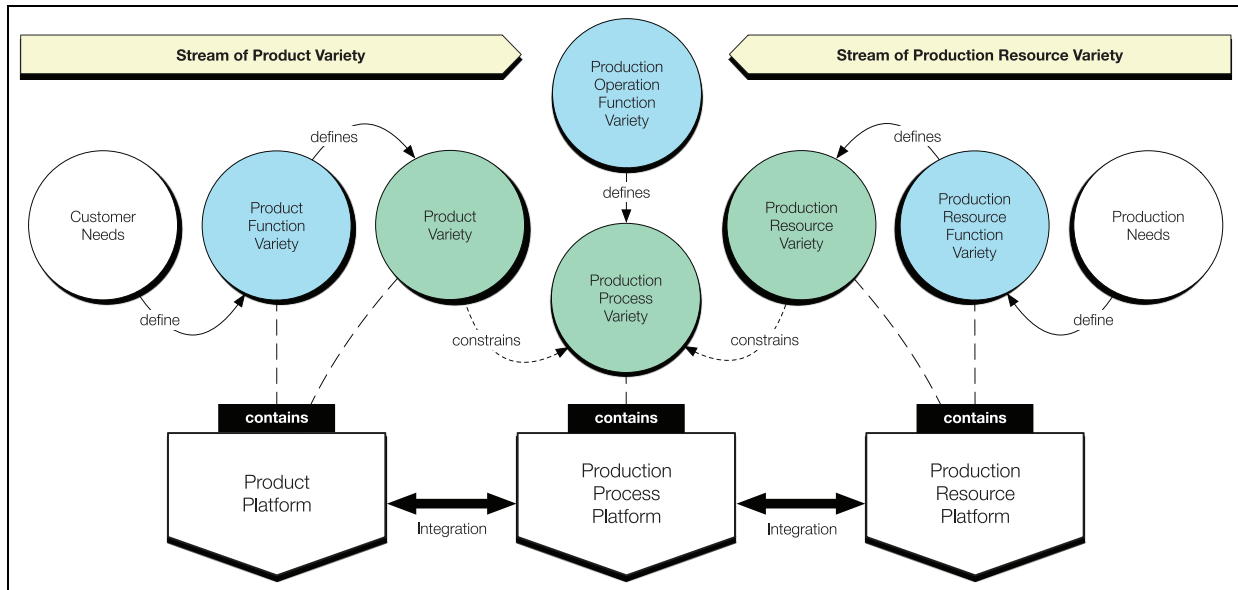 Stream of Product Variety
Stream of Production Resource Variety
Production
Operation
Function
Variety
defines
defines
defines
Customer
Needs
Product
Function
Variety
Product
Variety
Production
Resource
Variety
Production
Resource
Function
Variety
Production
Needs
Production
Process
Variety
define
constrains
constrains
define
contains
contains
contains
Product
Platform
Production
Process
Platform
Production
Resource
Platform
Integration
Integration